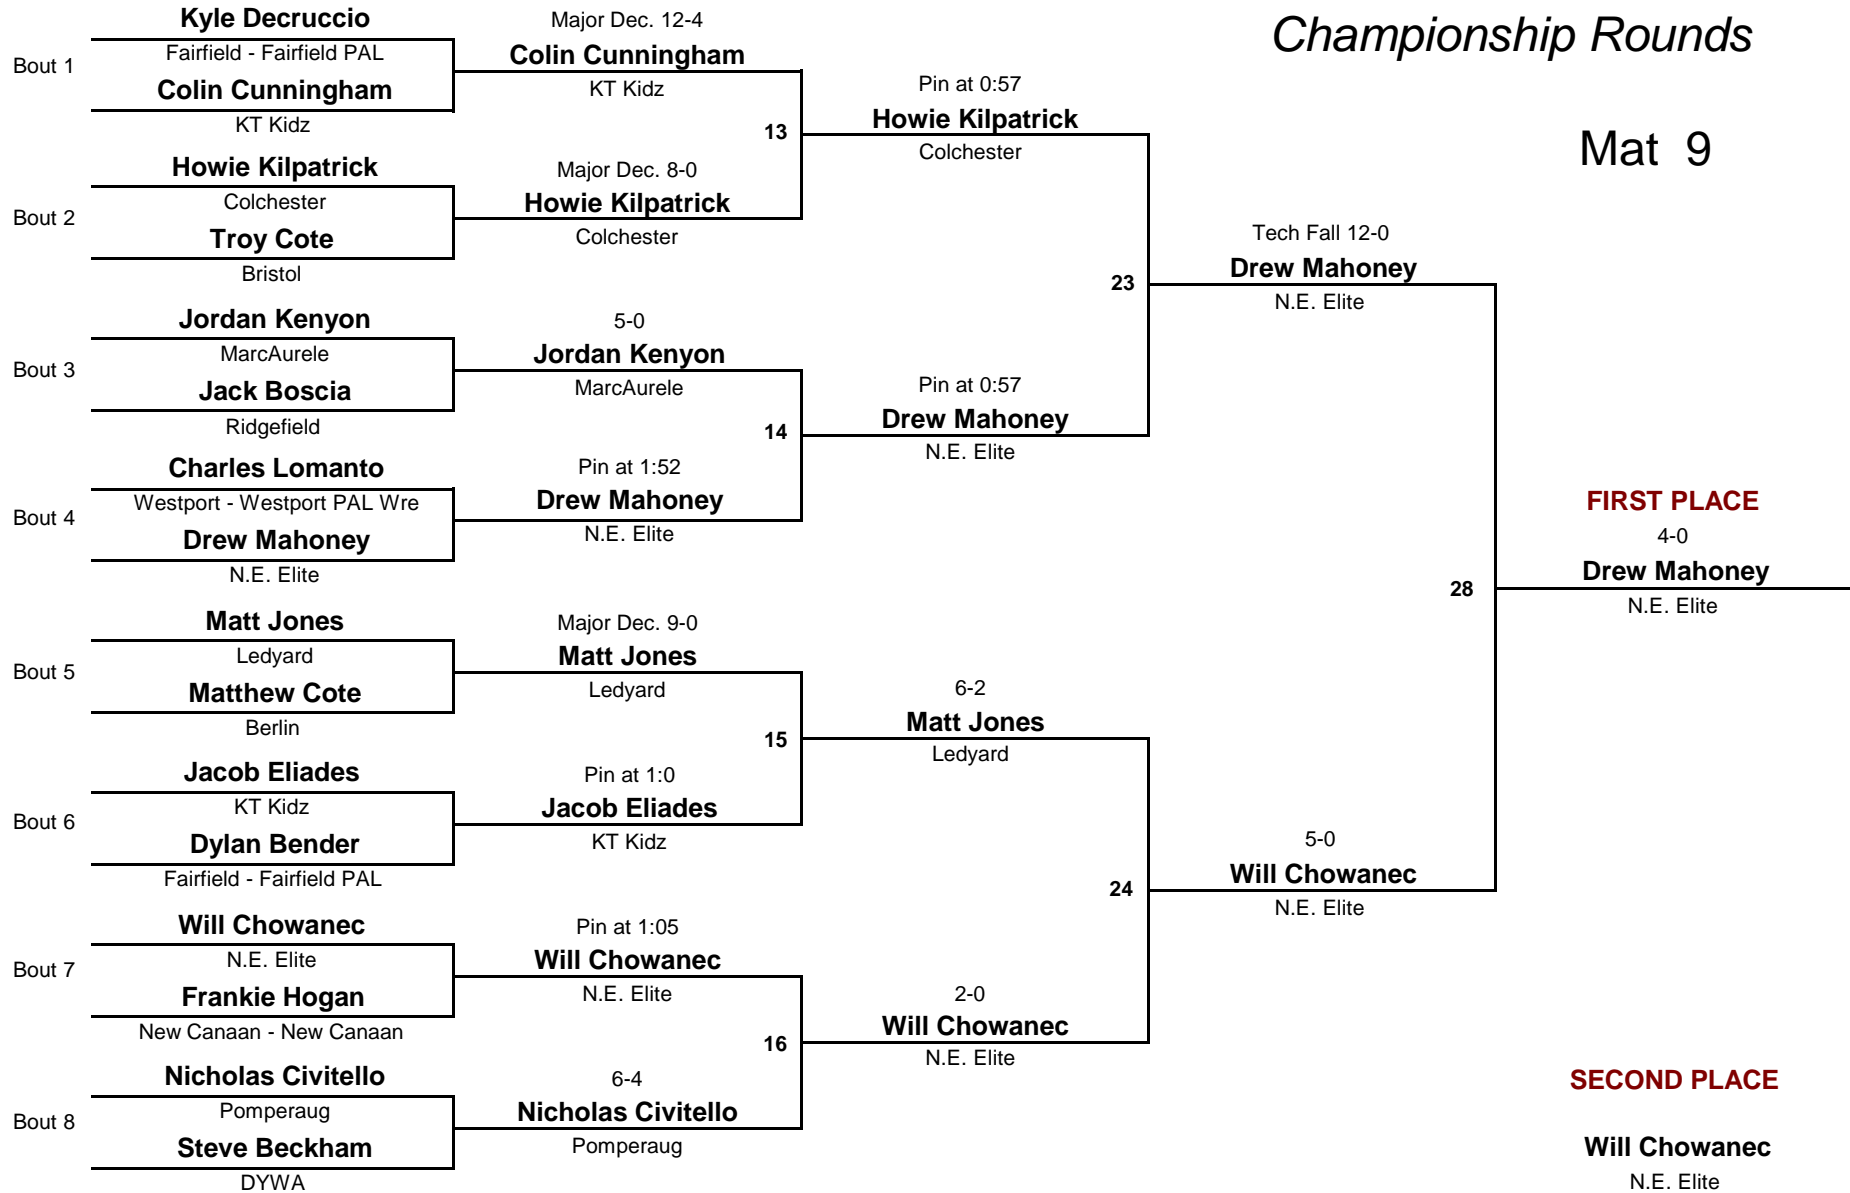 Championship Rounds
Mat 9
Bout 1
Kyle Decruccio
Fairfield - Fairfield PAL
Colin Cunningham
KT Kidz
Bout 2
Howie Kilpatrick
Colchester
Troy Cote
Bristol
Bout 3
Jordan Kenyon
MarcAurele
Jack Boscia
Ridgefield
Bout 4
Charles Lomanto
Westport - Westport PAL Wre
Drew Mahoney
N.E. Elite
Bout 5
Matt Jones
Ledyard
Matthew Cote
Berlin
Bout 6
Jacob Eliades
KT Kidz
Dylan Bender
Fairfield - Fairfield PAL
Bout 7
Will Chowanec
N.E. Elite
Frankie Hogan
New Canaan - New Canaan
Bout 8
Nicholas Civitello
Pomperaug
Steve Beckham
DYWA
Major Dec. 12-4
Colin Cunningham
KT Kidz
13
Major Dec. 8-0
Howie Kilpatrick
Colchester
5-0
Jordan Kenyon
MarcAurele
14
Pin at 1:52
Drew Mahoney
N.E. Elite
Major Dec. 9-0
Matt Jones
Ledyard
15
Pin at 1:0
Jacob Eliades
KT Kidz
Pin at 1:05
Will Chowanec
N.E. Elite
16
6-4
Nicholas Civitello
Pomperaug
Pin at 0:57
Howie Kilpatrick
Colchester
23
Pin at 0:57
Drew Mahoney
N.E. Elite
6-2
Matt Jones
Ledyard
24
2-0
Will Chowanec
N.E. Elite
Tech Fall 12-0
Drew Mahoney
N.E. Elite
28
5-0
Will Chowanec
N.E. Elite
FIRST PLACE
4-0
Drew Mahoney
N.E. Elite
SECOND PLACE
Will Chowanec
N.E. Elite